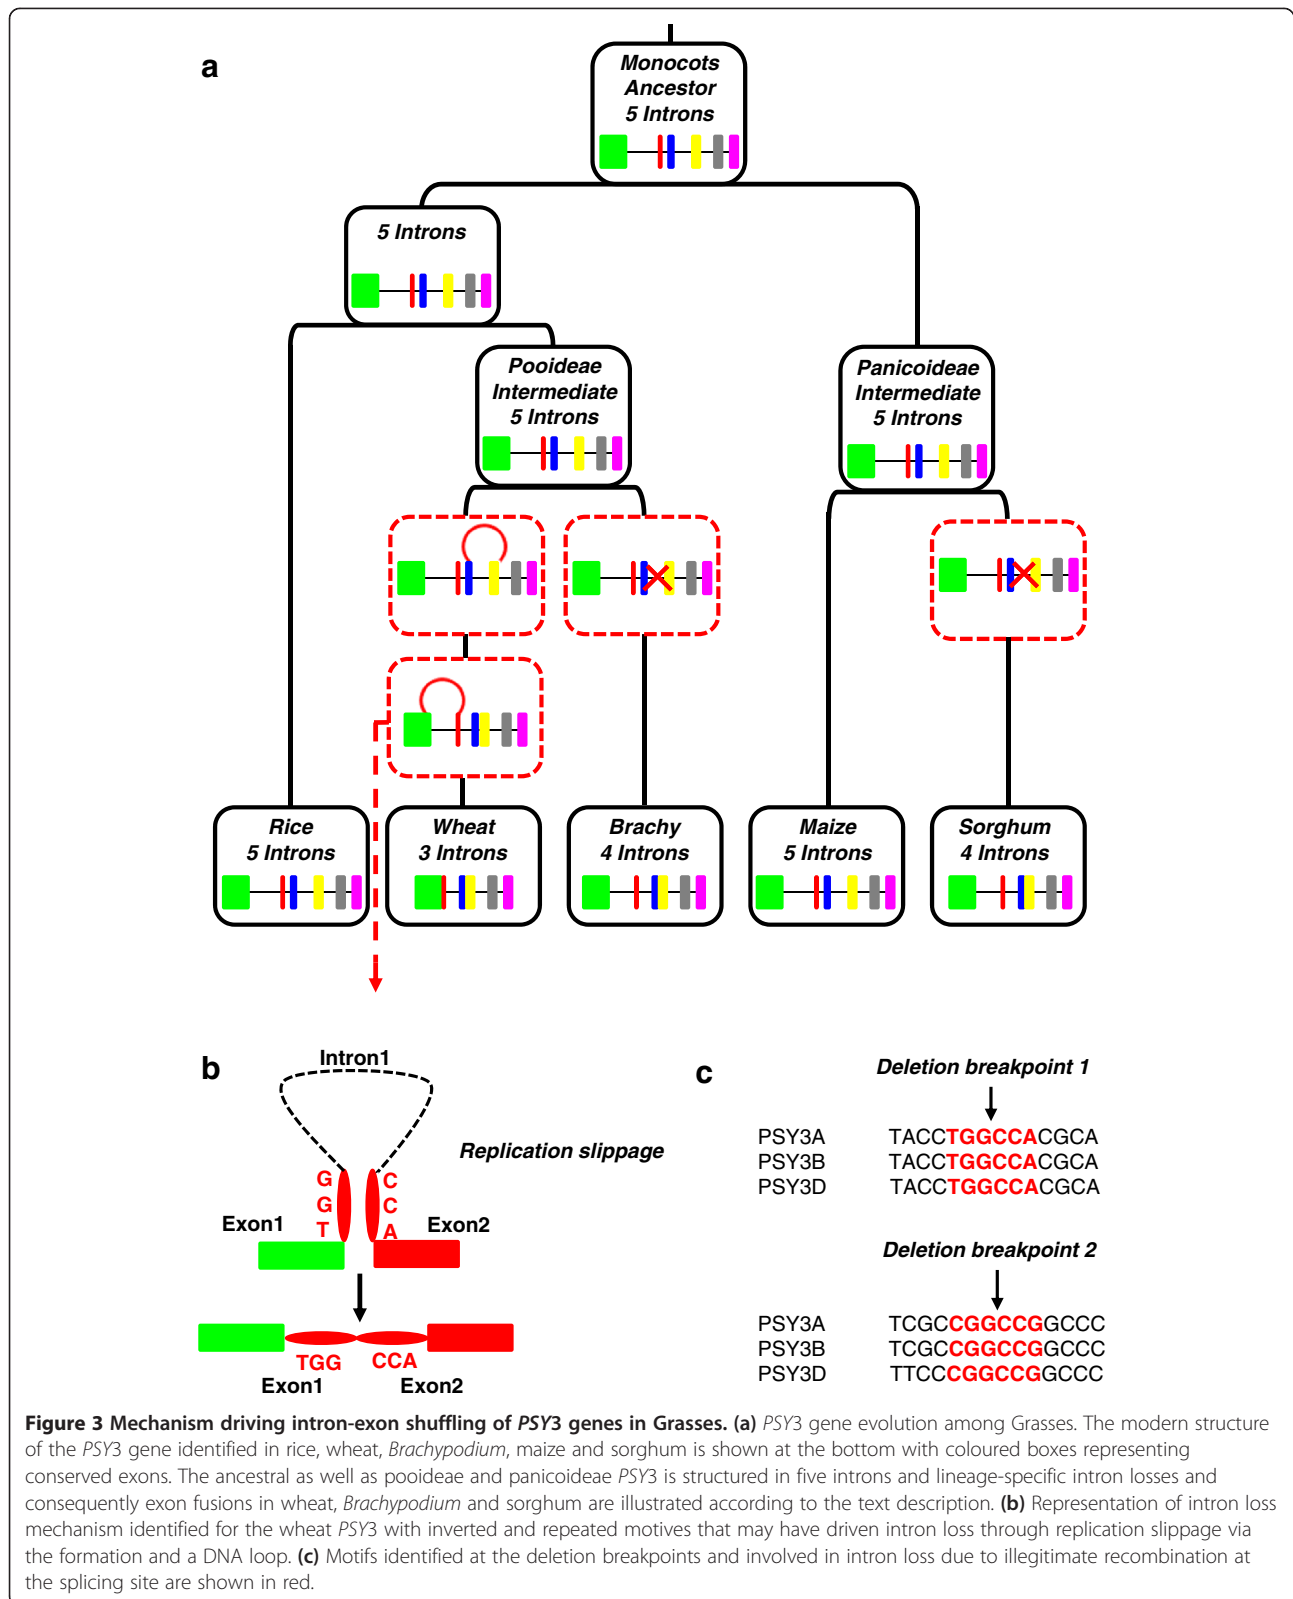 a
Monocots
Ancestor
5 Introns
5 Introns
Pooideae
Intermediate
5 Introns
Panicoideae
Intermediate
5 Introns
Rice
5 Introns
Wheat
3 Introns
Brachy
4 Introns
Maize
5 Introns
Sorghum
4 Introns
b
Intron1
Replication slippage
G
G
T
C
C
A
Exon1
Exon2
TGG
CCA
Exon1
Exon2
c
Deletion breakpoint 1
PSY3A TACCTGGCCACGCA
PSY3B TACCTGGCCACGCA
PSY3D TACCTGGCCACGCA
Deletion breakpoint 2
PSY3A TCGCCGGCCGGCCC
PSY3B TCGCCGGCCGGCCC
PSY3D TTCCCGGCCGGCCC
Figure 3 Mechanism driving intron-exon shuffling of PSY3 genes in Grasses. (a) PSY3 gene evolution among Grasses. The modern structure
of the PSY3 gene identified in rice, wheat, Brachypodium, maize and sorghum is shown at the bottom with coloured boxes representing
conserved exons. The ancestral as well as pooideae and panicoideae PSY3 is structured in five introns and lineage-specific intron losses and
consequently exon fusions in wheat, Brachypodium and sorghum are illustrated according to the text description. (b) Representation of intron loss
mechanism identified for the wheat PSY3 with inverted and repeated motives that may have driven intron loss through replication slippage via
the formation and a DNA loop. (c) Motifs identified at the deletion breakpoints and involved in intron loss due to illegitimate recombination at
the splicing site are shown in red.